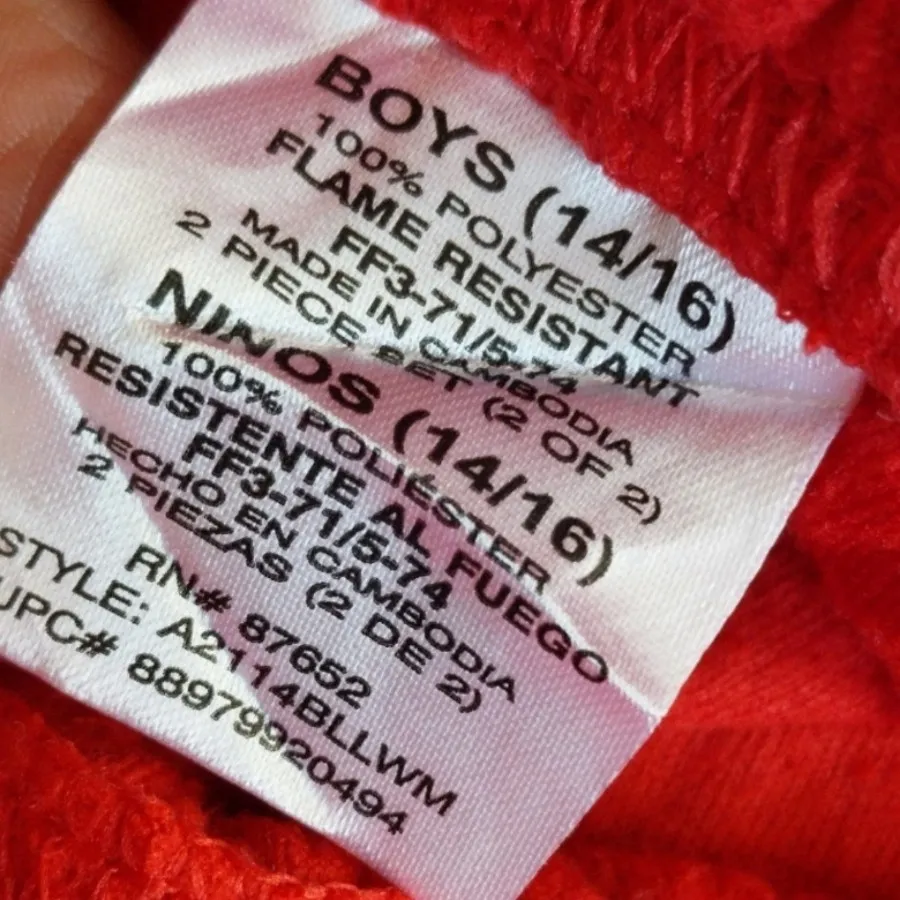 BOYS (14/16)
100% POLYESTER
FLAME RESISTANT
FF3-71/5-74
MADE IN CAMBODIA
2 PIECE SET (2 OF 2)
NIÑOS (14/16)
100% POLIÉSTER
RESISTENTE AL FUEGO
FF3-71/5-74
HECHO EN CAMBODIA
2 PIEZAS (2 DE 2)
RN# 87652
STYLE: A2114BLLWM
UPC# 889799920494